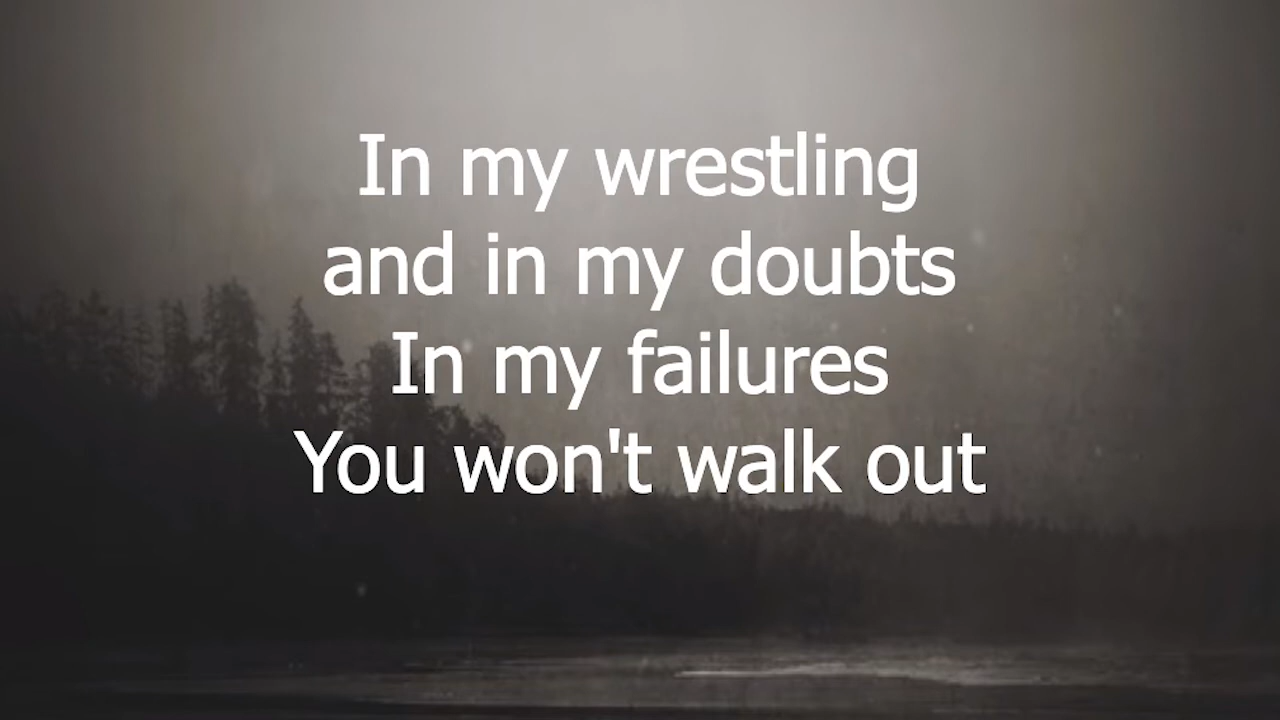 In my wrestling
and in my doubts
In my failures
You won't walk out